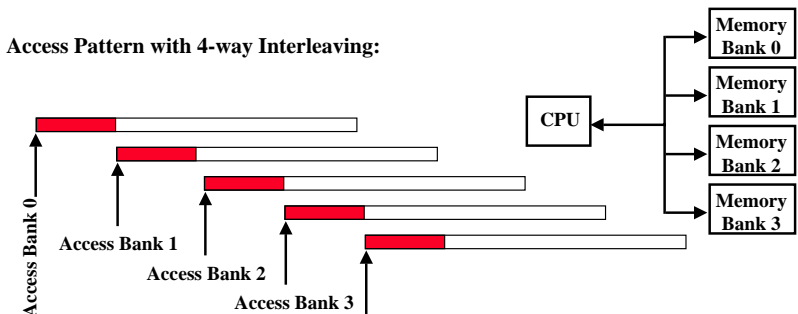 Access Pattern with 4-way Interleaving:
Memory
Bank 0
Memory
Bank 1
CPU
Memory
Bank 2
Memory
Bank 3
Access Bank 0
Access Bank 1
Access Bank 2
Access Bank 3